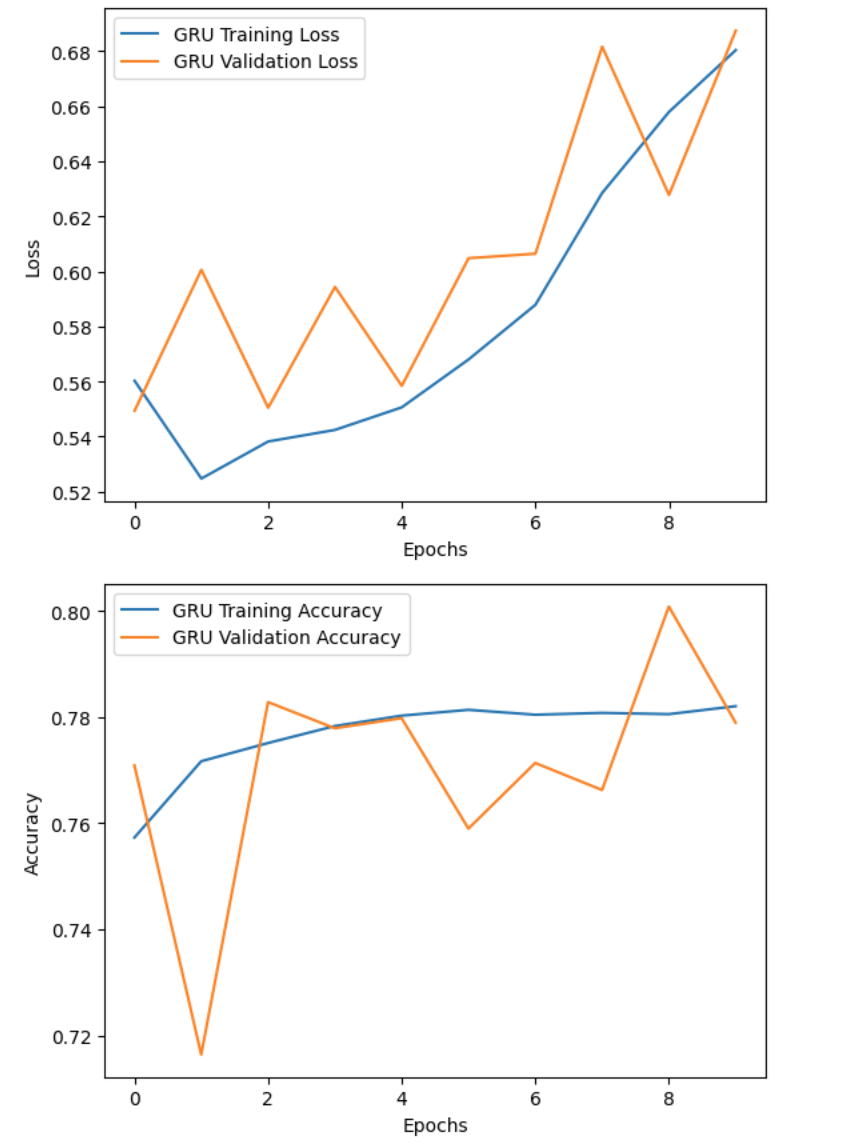 GRU Training Loss
GRU Validation Loss
0.68
0.66
0.64
0.62
0.60
0.58
0.56
0.54
0.52
Loss
0 2 4 6 8
Epochs
GRU Training Accuracy
GRU Validation Accuracy
0.80
0.78
0.76
0.74
0.72
Accuracy
0 2 4 6 8
Epochs